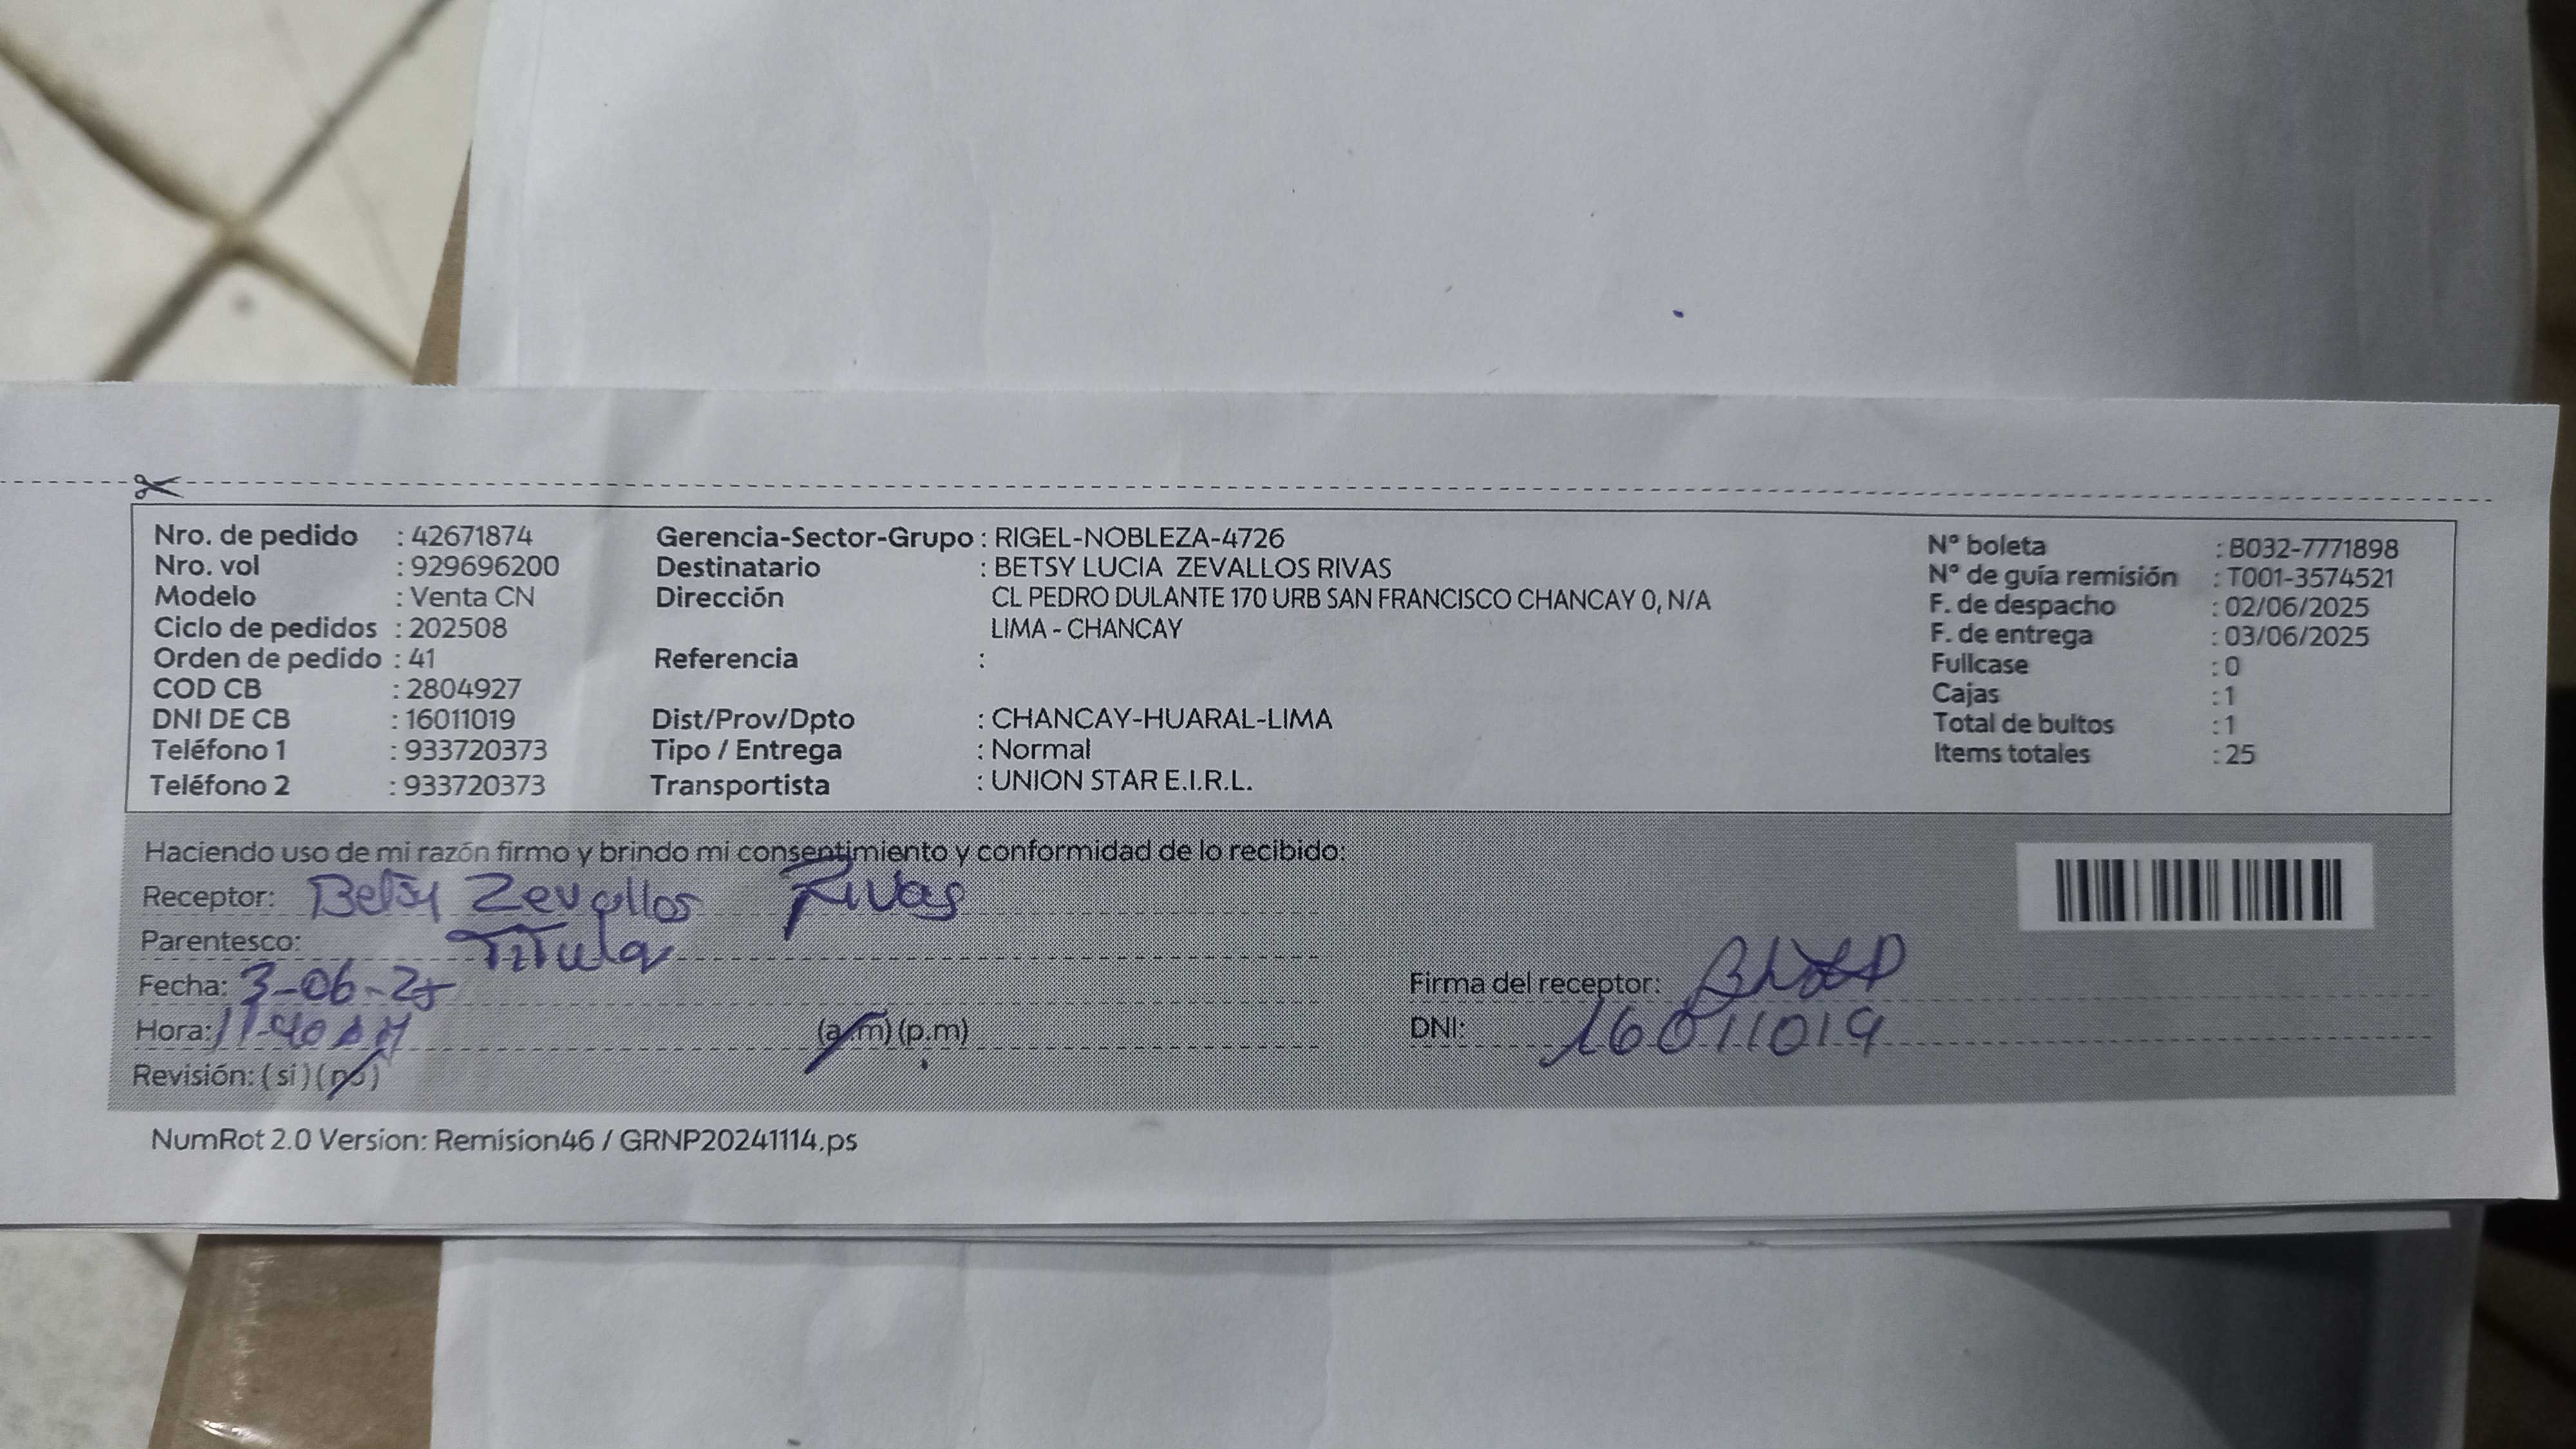 Nro. de pedido : 42671874
Nro. vol : 929696200
Modelo : Venta CN
Ciclo de pedidos : 202508
Orden de pedido : 41
COD CB : 2804927
DNI DE CB : 16011019
Teléfono 1 : 933720373
Teléfono 2 : 933720373
Gerencia-Sector-Grupo : RIGEL-NOBLEZA-4726
Destinatario : BETSY LUCIA ZEVALLOS RIVAS
Dirección CL PEDRO DULANTE 170 URB SAN FRANCISCO CHANCAY 0, N/A
LIMA - CHANCAY
Referencia :
Dist/Prov/Dpto : CHANCAY-HUARAL-LIMA
Tipo / Entrega : Normal
Transportista : UNION STAR E.I.R.L.
N° boleta : B032-7771898
N° de guía remisión : T001-3574521
F. de despacho : 02/06/2025
F. de entrega : 03/06/2025
Fullcase : 0
Cajas : 1
Total de bultos : 1
Items totales : 25
Haciendo uso de mi razón firmo y brindo mi consentimiento y conformidad de lo recibido:
Receptor: Betsy Zevallos Rivas
Parentesco: Titula
Fecha: 3-06-25
Hora: 11-40 AM (a.m) (p.m)
Revisión: (si) (no)
Firma del receptor:
DNI: 16011019
NumRot 2.0 Version: Remision46 / GRNP20241114.ps